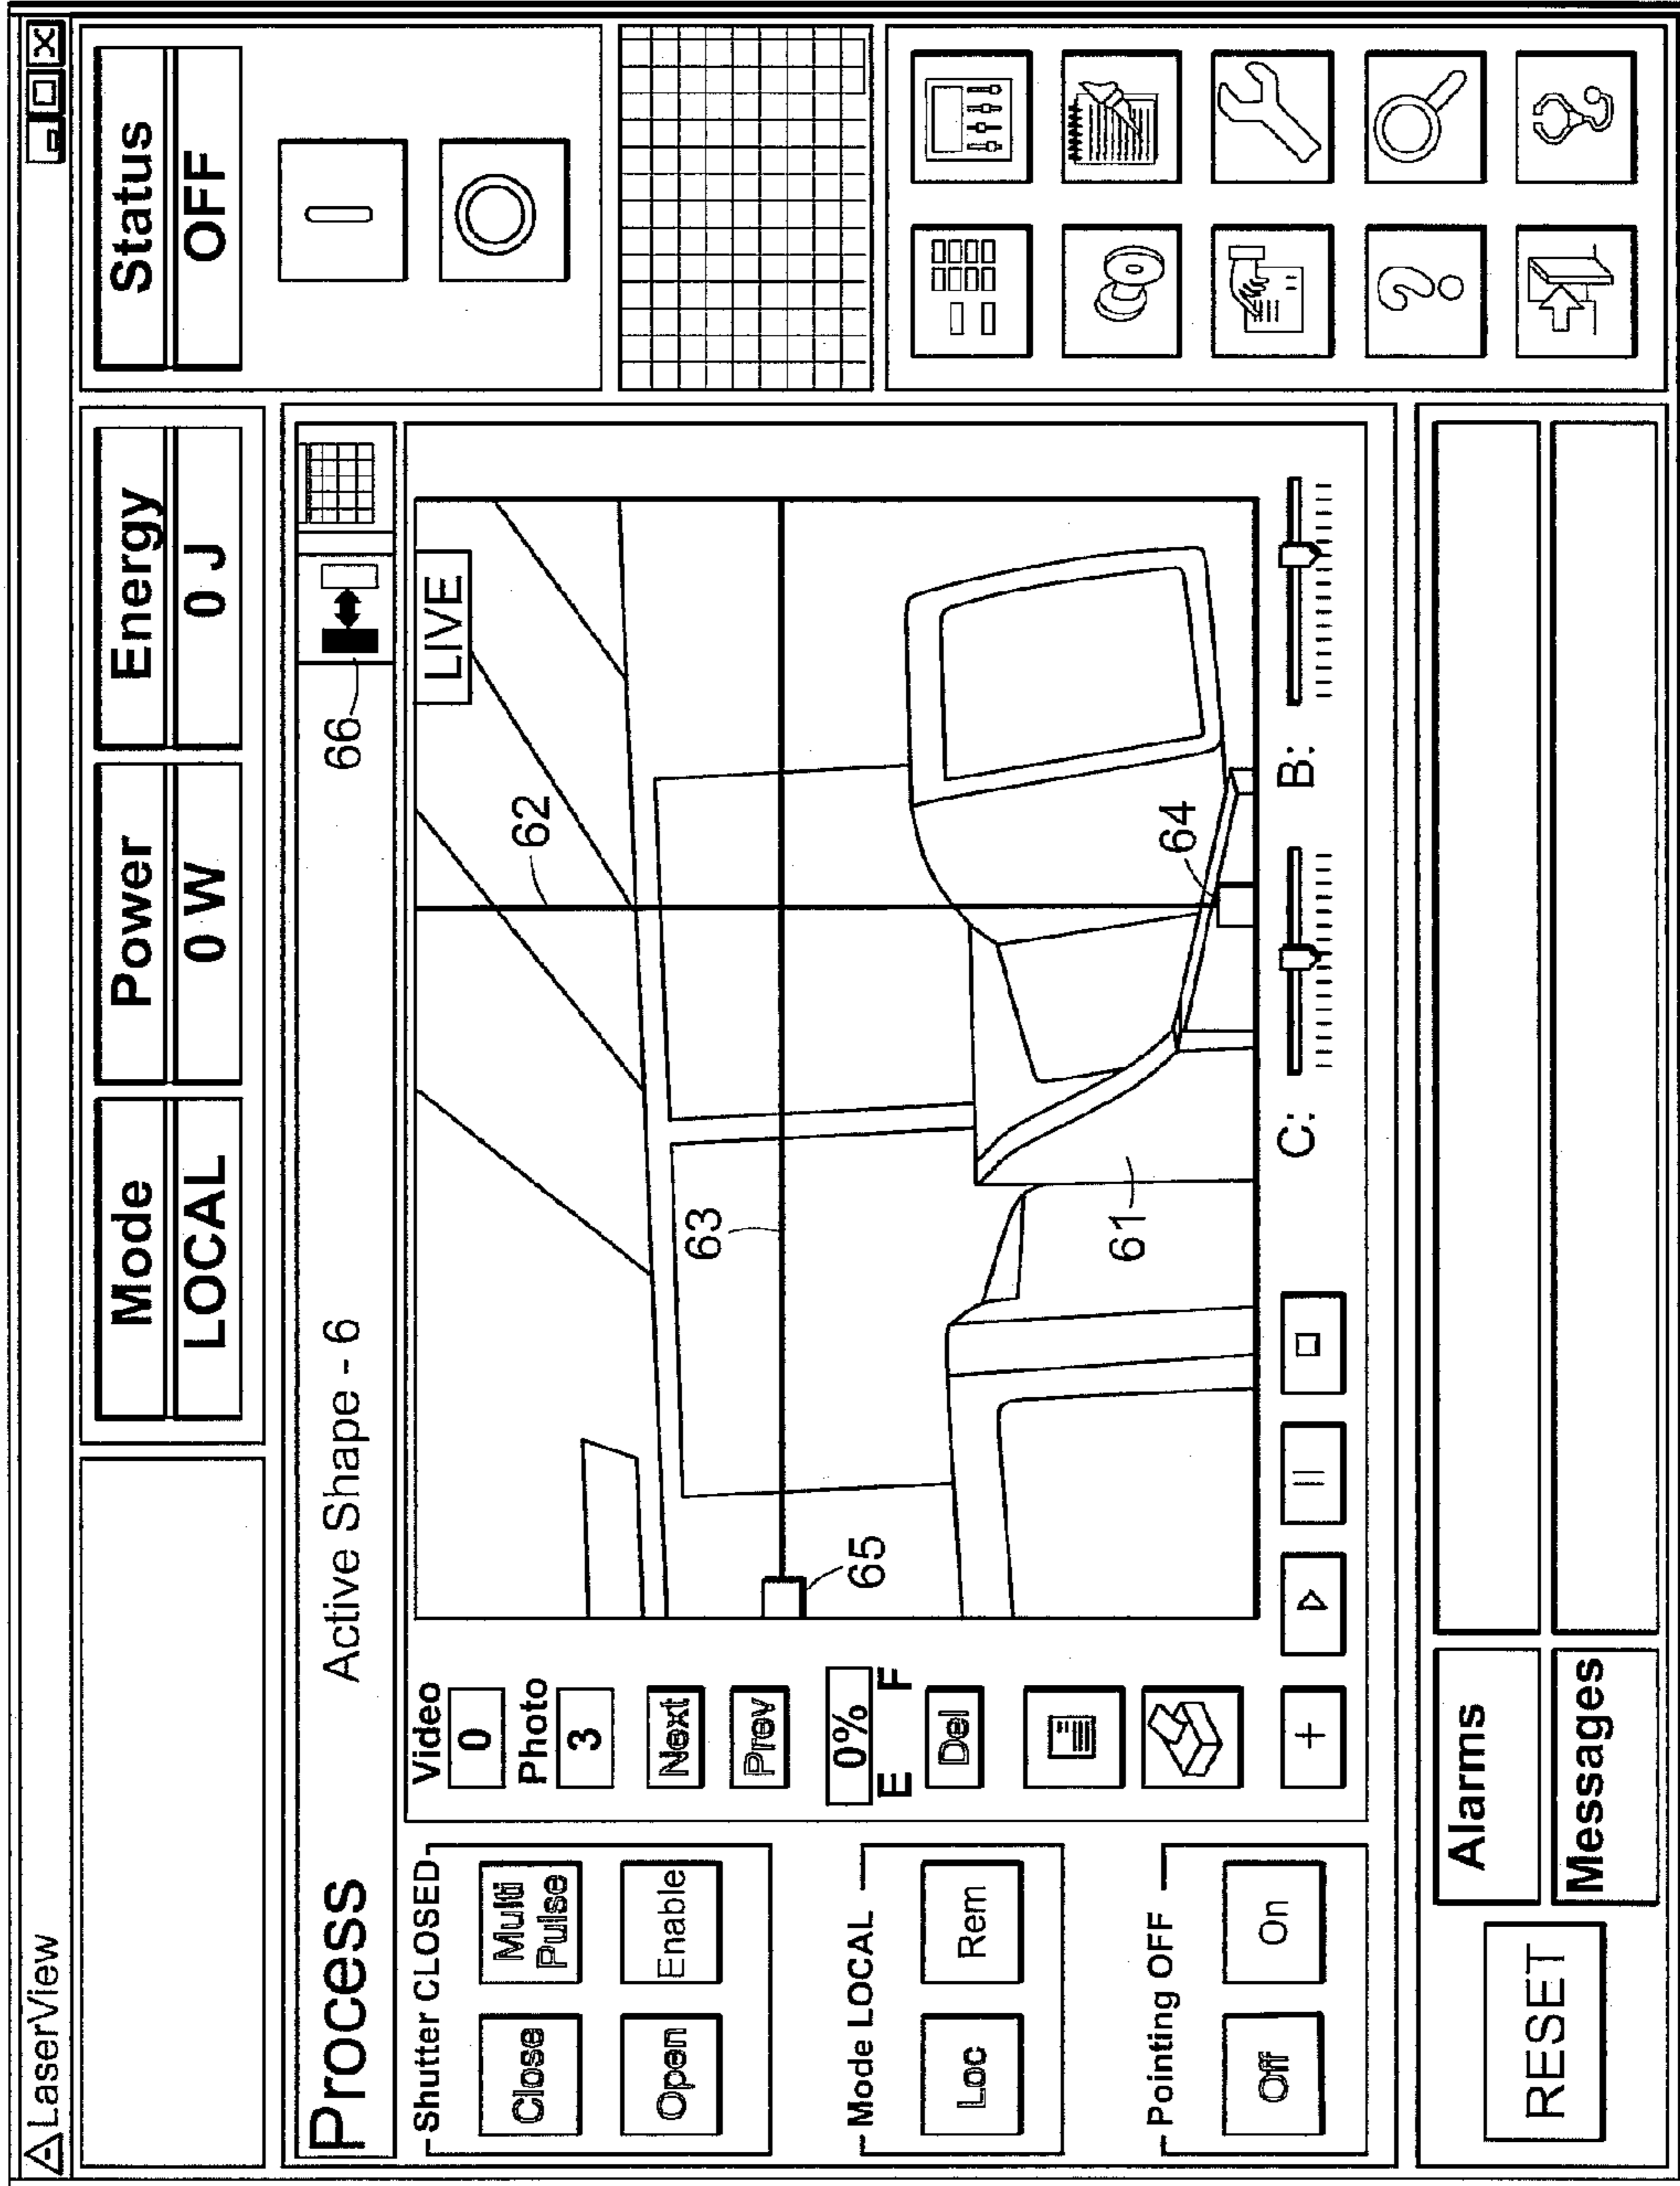 LaserView
Mode
LOCAL
Power
0 W
Energy
0 J
Status
OFF
Process
Active Shape - 6
66
Shutter CLOSED
Close
Multi
Pulse
Open
Enable
Mode LOCAL
Loc
Rem
Pointing OFF
Off
On
Video
0
Photo
3
Next
Prev
0%
E F
Del
LIVE
62
63
65
64
61
C:
B:
RESET
Alarms
Messages